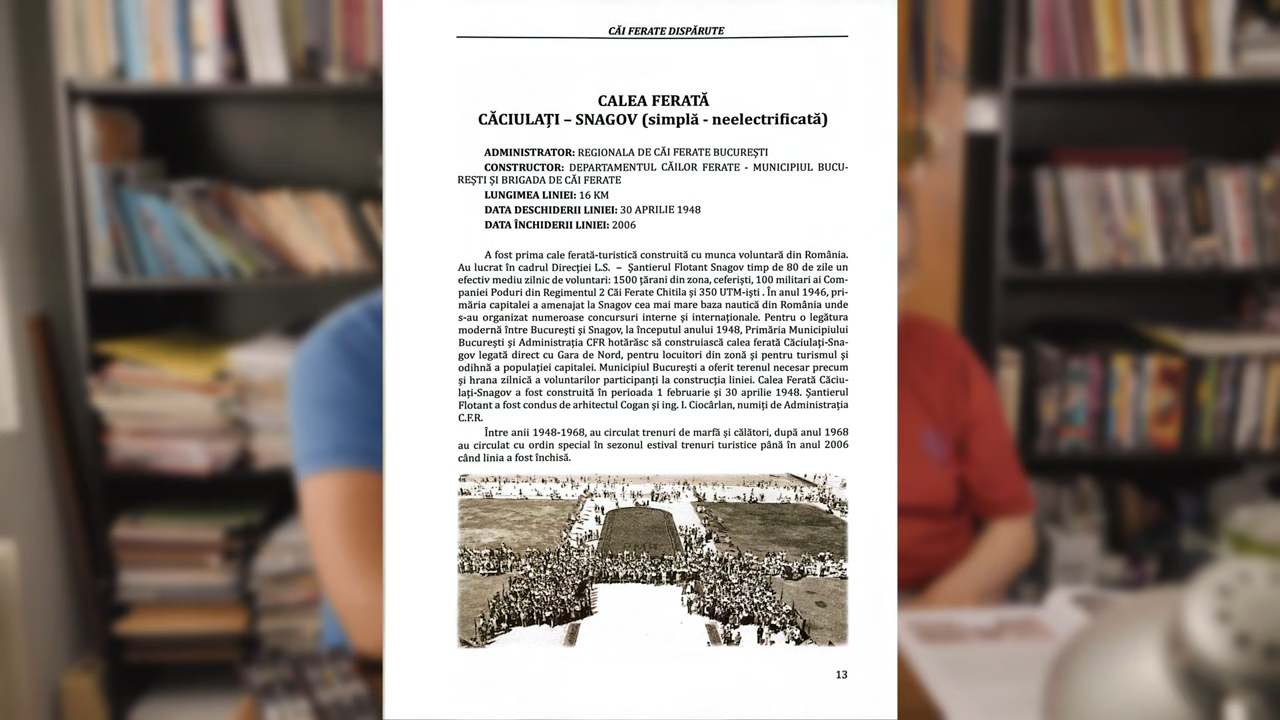 CĂI FERATE DISPĂRUTE
CALEA FERATĂ
CĂCIULAȚI – SNAGOV (simplă - neelectrificată)
ADMINISTRATOR: REGIONALA DE CĂI FERATE BUCUREȘTI
CONSTRUCTOR: DEPARTAMENTUL CĂILOR FERATE - MUNICIPIUL BUCU-
REȘTI ȘI BRIGADA DE CĂI FERATE
LUNGIMEA LINIEI: 16 KM
DATA DESCHIDERII LINIEI: 30 APRILIE 1948
DATA ÎNCHIDERII LINIEI: 2006
A fost prima cale ferată-turistică construită cu munca voluntară din România.
Au lucrat în cadrul Direcției L.S. – Șantierul Flotant Snagov timp de 80 de zile un
efectiv mediu zilnic de voluntari: 1500 țărani din zona, ceferiști, 100 militari ai Com-
paniei Poduri din Regimentul 2 Căi Ferate Chitila și 350 UTM-iști . În anul 1946, pri-
măria capitalei a amenajat la Snagov cea mai mare baza nautică din România unde
s-au organizat numeroase concursuri interne și internaționale. Pentru o legătura
modernă între București și Snagov, la începutul anului 1948, Primăria Municipiului
București și Administrația CFR hotărăsc să construiască calea ferată Căciulați-Sna-
gov legată direct cu Gara de Nord, pentru locuitori din zonă și pentru turismul și
odihnă a populației capitalei. Municipiul București a oferit terenul necesar precum
și hrana zilnică a voluntarilor participanți la construcția liniei. Calea Ferată Căciu-
lați-Snagov a fost construită în perioada 1 februarie și 30 aprilie 1948. Șantierul
Flotant a fost condus de arhitectul Cogan și ing. I. Ciocârlan, numiți de Administrația
C.F.R.
Între anii 1948-1968, au circulat trenuri de marfă și călători, după anul 1968
au circulat cu ordin special în sezonul estival trenuri turistice până în anul 2006
când linia a fost închisă.
13